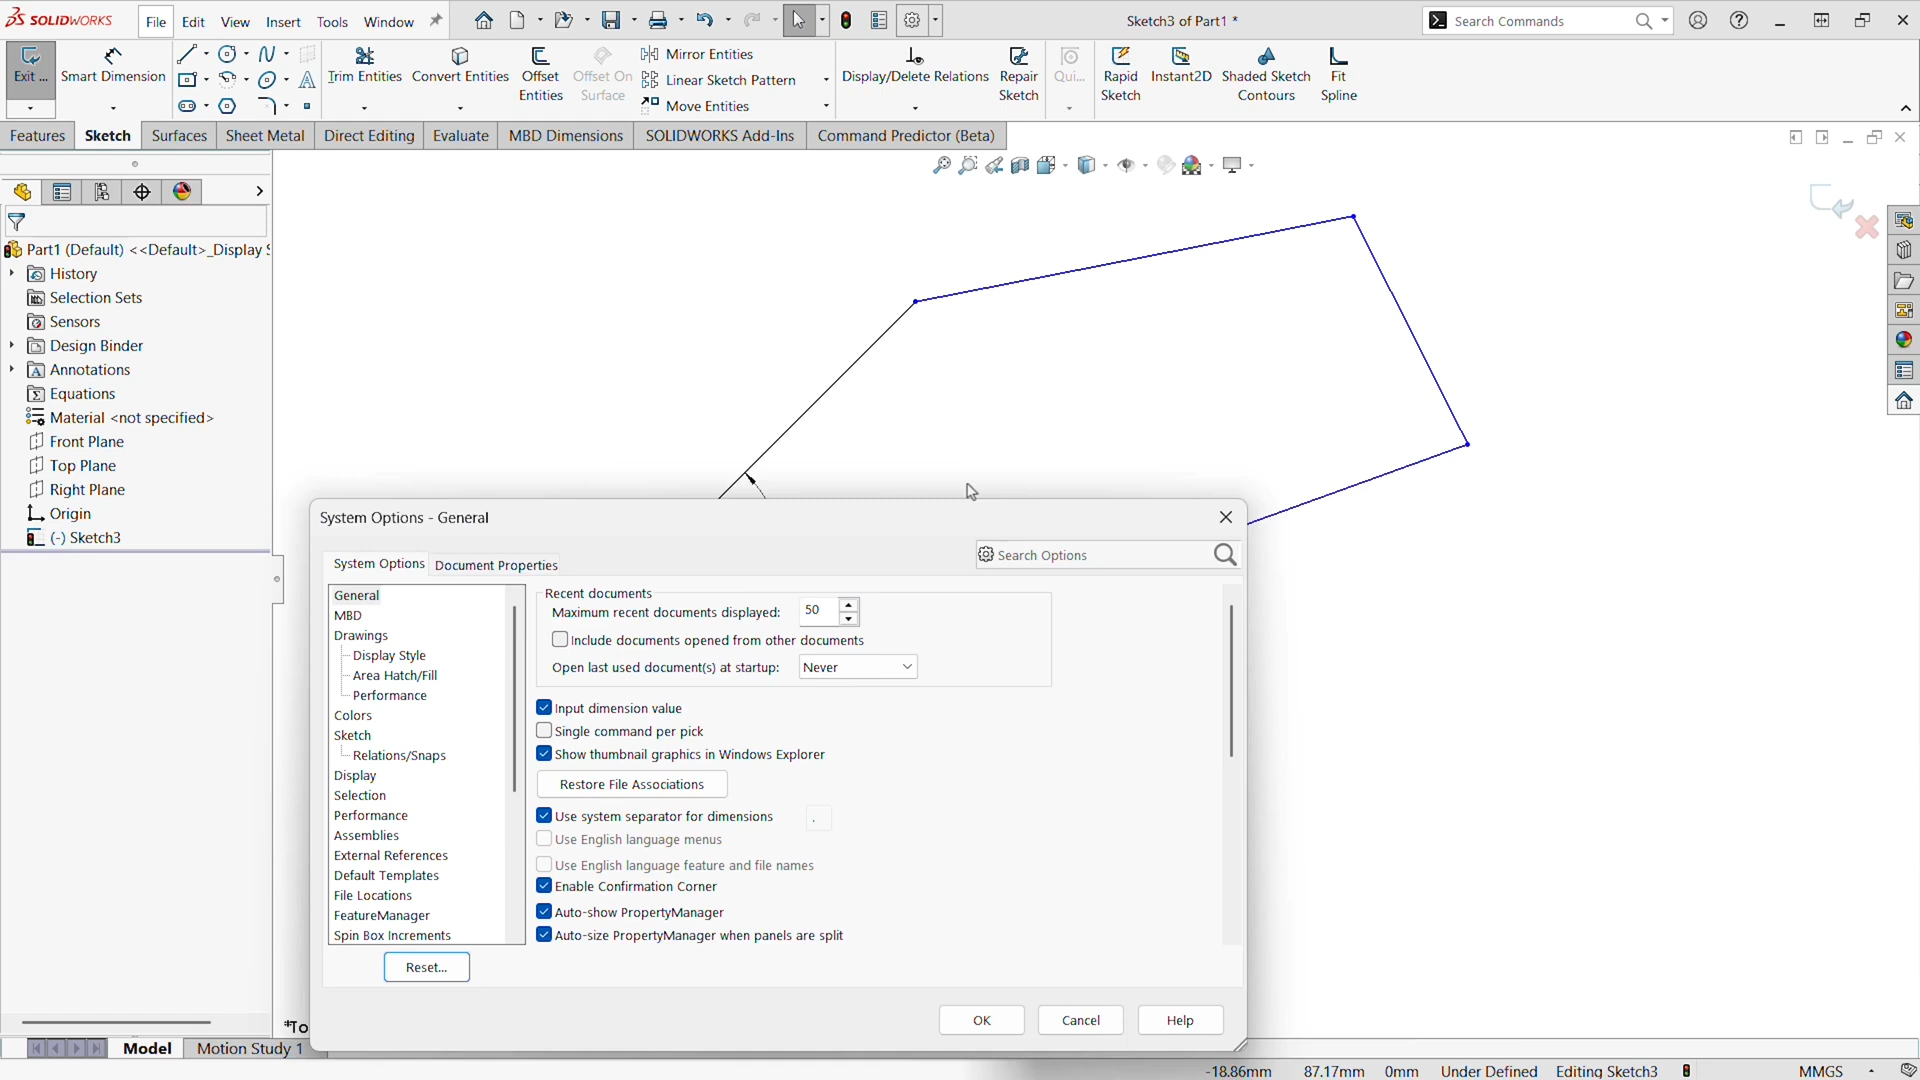 SOLIDWORKS File Edit View Insert Tools Window Sketch3 of Part1 * Search Commands
Exit ... Smart Dimension Trim Entities Convert Entities Offset Entities Offset On Surface Mirror Entities Linear Sketch Pattern Move Entities Display/Delete Relations Repair Sketch Qui... Rapid Sketch Instant2D Shaded Sketch Contours Fit Spline
Features Sketch Surfaces Sheet Metal Direct Editing Evaluate MBD Dimensions SOLIDWORKS Add-Ins Command Predictor (Beta)
Part1 (Default) <<Default>_Display S
History
Selection Sets
Sensors
Design Binder
Annotations
Equations
Material <not specified>
Front Plane
Top Plane
Right Plane
Origin
(-) Sketch3
System Options - General
System Options Document Properties Search Options
General
MBD
Drawings
Display Style
Area Hatch/Fill
Performance
Colors
Sketch
Relations/Snaps
Display
Selection
Performance
Assemblies
External References
Default Templates
File Locations
FeatureManager
Spin Box Increments
Recent documents
Maximum recent documents displayed: 50
Include documents opened from other documents
Open last used document(s) at startup: Never
Input dimension value
Single command per pick
Show thumbnail graphics in Windows Explorer
Restore File Associations
Use system separator for dimensions .
Use English language menus
Use English language feature and file names
Enable Confirmation Corner
Auto-show PropertyManager
Auto-size PropertyManager when panels are split
Reset...
OK Cancel Help
*To
Model Motion Study 1
-18.86mm 87.17mm 0mm Under Defined Editing Sketch3 MMGS